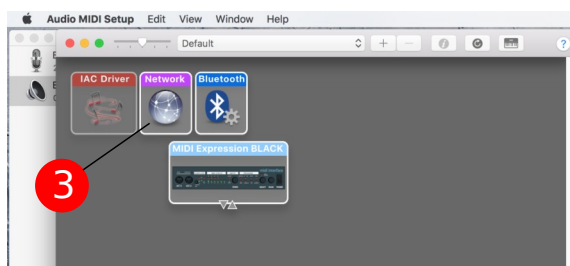 Audio MIDI Setup Edit View Window Help
Default
?
IAC Driver Network Bluetooth
MIDI Expression BLACK
3